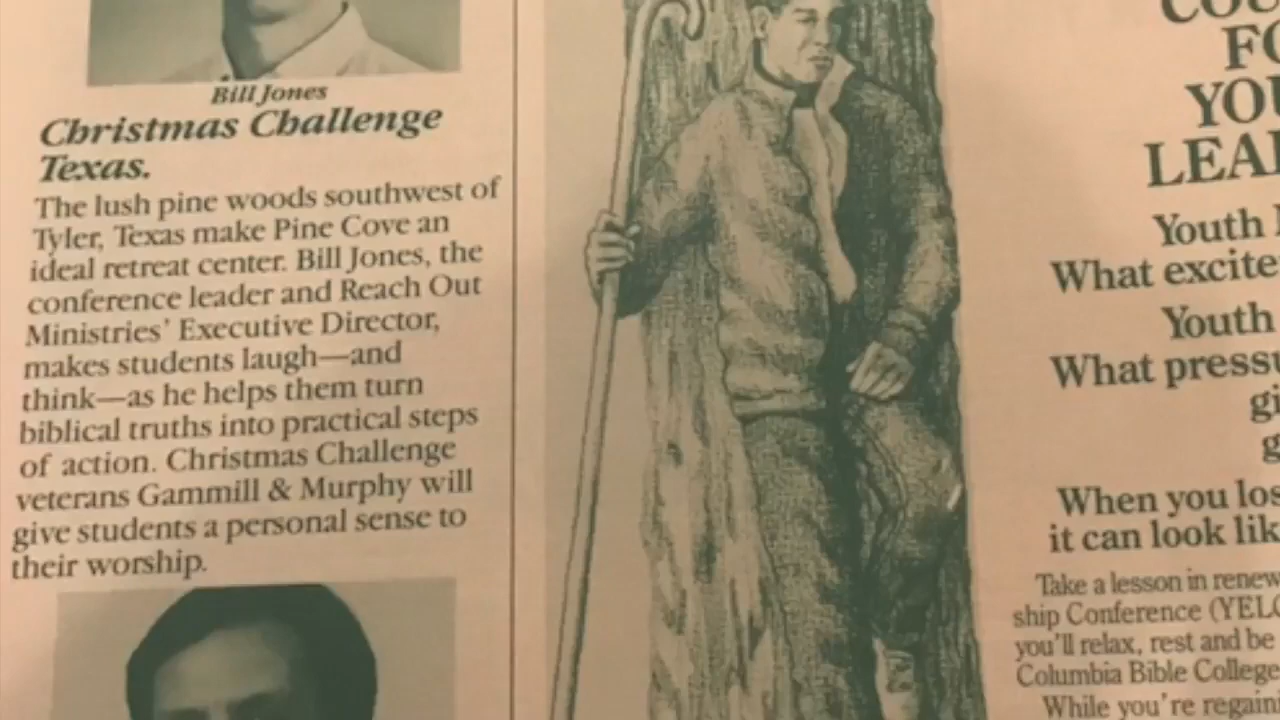 Bill Jones
Christmas Challenge
Texas.
The lush pine woods southwest of
Tyler, Texas make Pine Cove an
ideal retreat center. Bill Jones, the
conference leader and Reach Out
Ministries' Executive Director,
makes students laugh—and
think—as he helps them turn
biblical truths into practical steps
of action. Christmas Challenge
veterans Gammill & Murphy will
give students a personal sense to
their worship.
FO
YOU
LEA
Youth
What excite
Youth
What pressu
gi
g
When you los
it can look lik
Take a lesson in renew
ship Conference (YELC
you'll relax, rest and be
Columbia Bible College
While you're regain